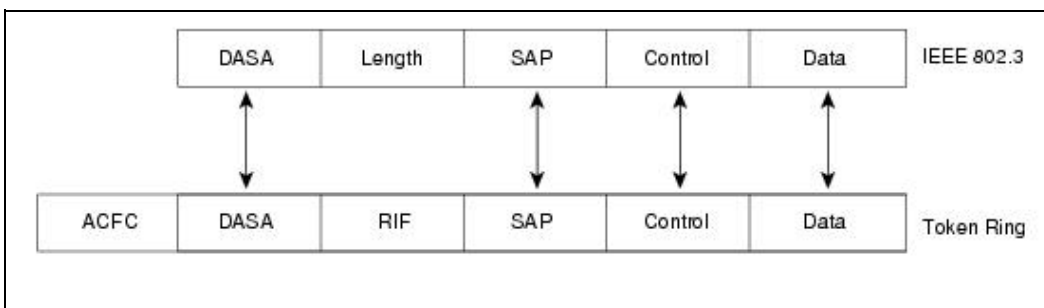 DASA Length SAP Control Data IEEE 802.3
ACFC DASA RIF SAP Control Data Token Ring